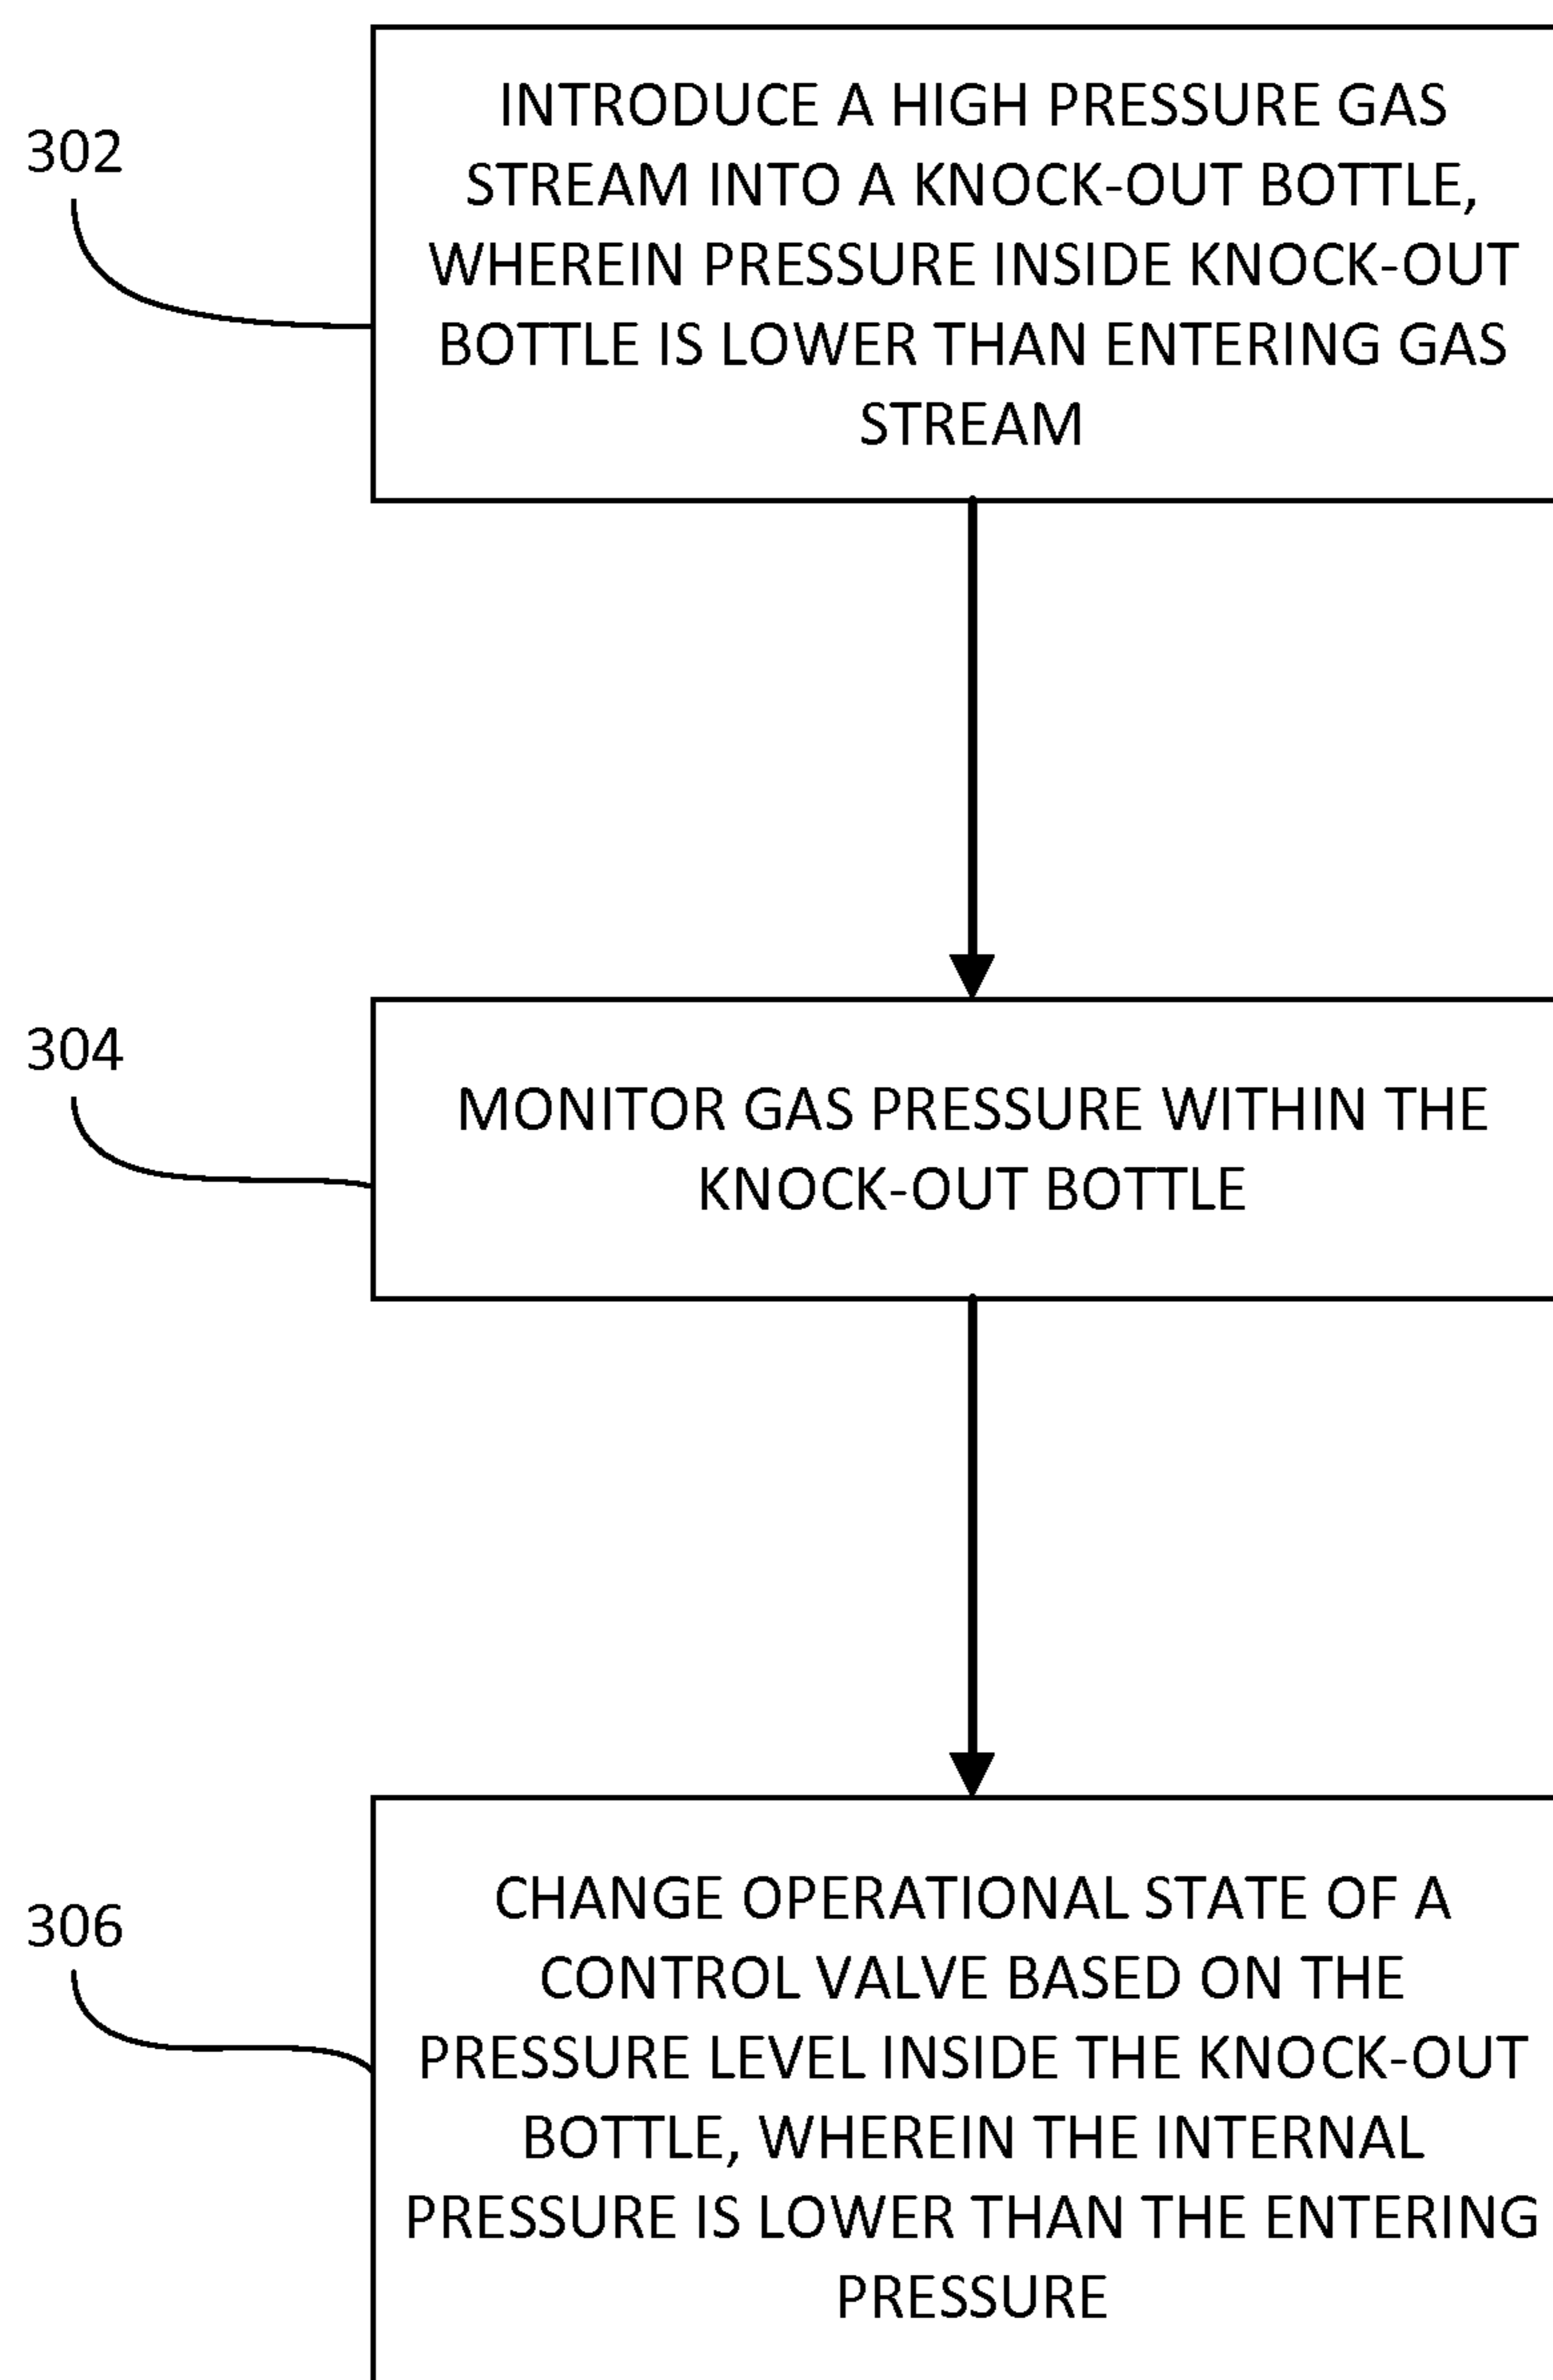 302
INTRODUCE A HIGH PRESSURE GAS
STREAM INTO A KNOCK-OUT BOTTLE,
WHEREIN PRESSURE INSIDE KNOCK-OUT
BOTTLE IS LOWER THAN ENTERING GAS
STREAM
304
MONITOR GAS PRESSURE WITHIN THE
KNOCK-OUT BOTTLE
306
CHANGE OPERATIONAL STATE OF A
CONTROL VALVE BASED ON THE
PRESSURE LEVEL INSIDE THE KNOCK-OUT
BOTTLE, WHEREIN THE INTERNAL
PRESSURE IS LOWER THAN THE ENTERING
PRESSURE